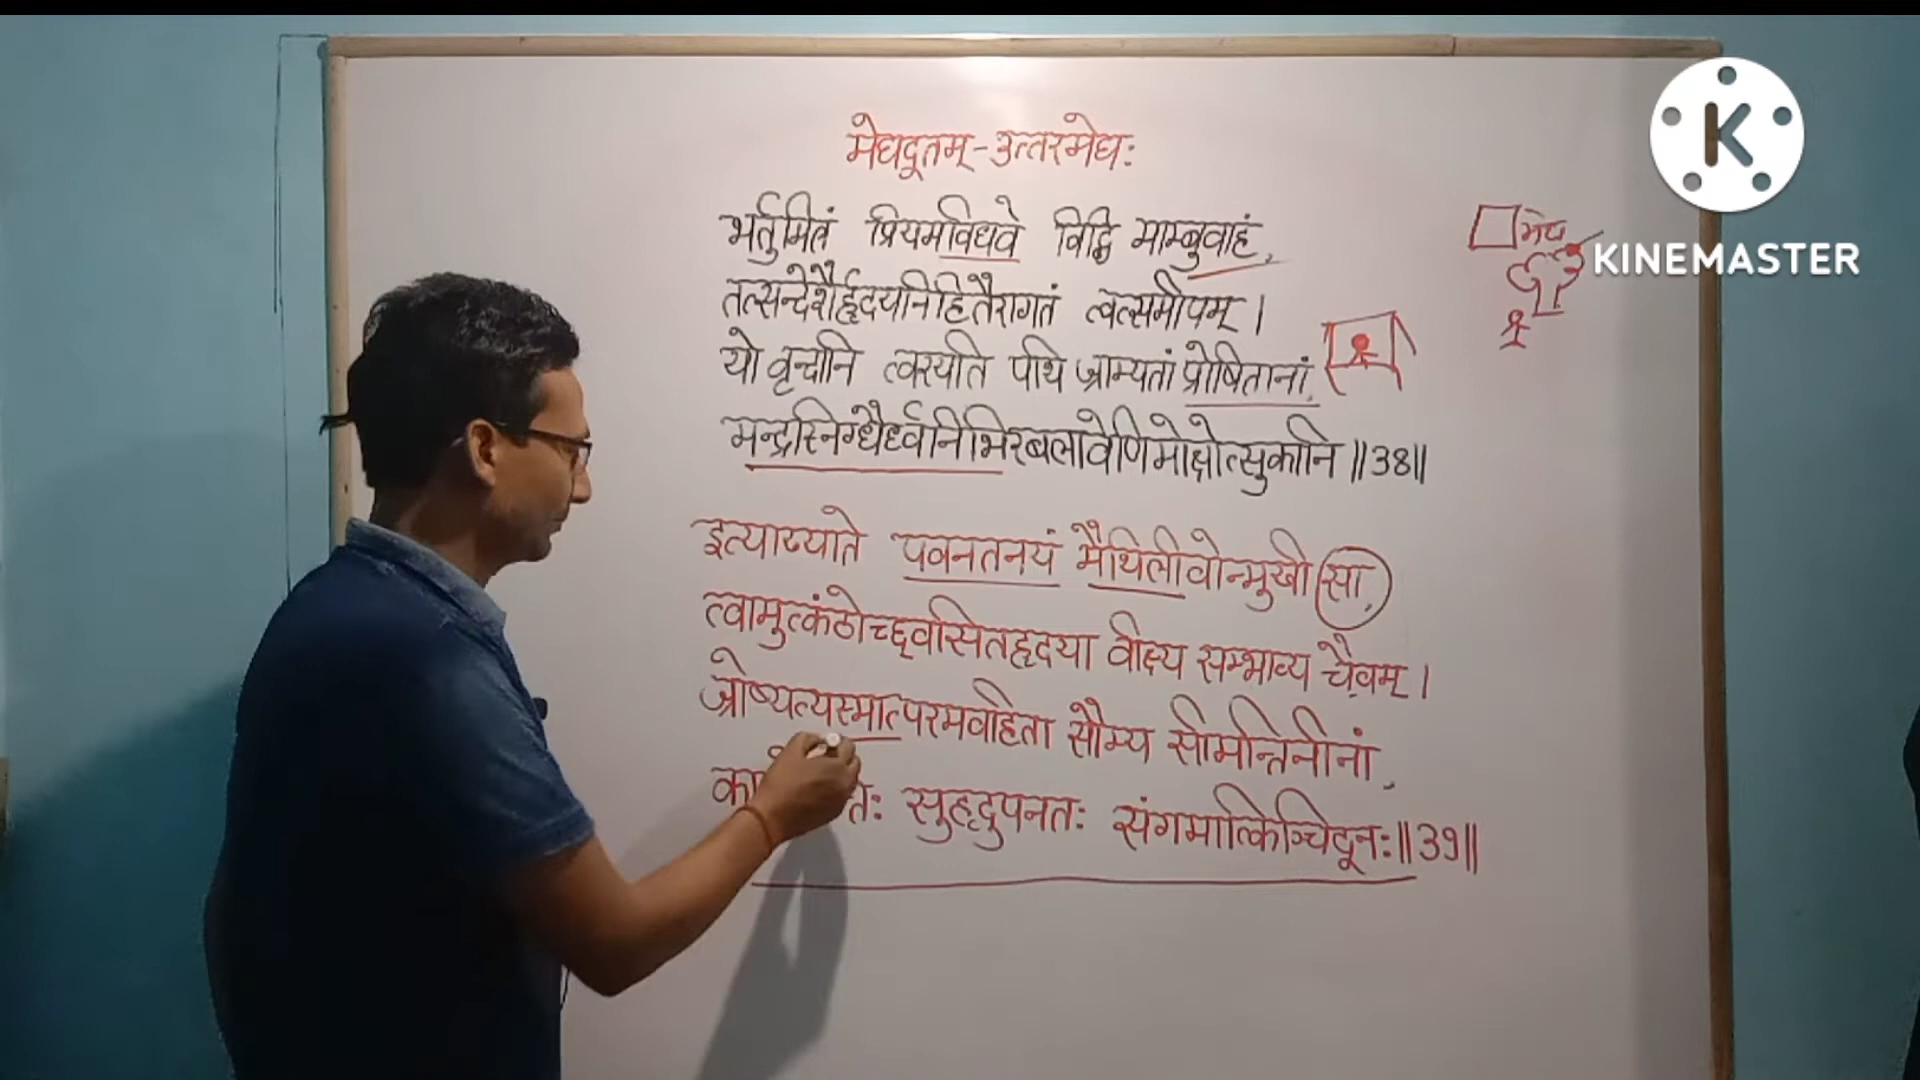 मेघदूतम् - उत्तरमेघः
भर्तुर्मित्रं प्रियमविधवे विद्धि माम्बुवाहं,
तत्सन्देशैर्हृदयनिहितैरागतं त्वत्समीपम् ।
यो वृन्दानि त्वरयति पथि श्राम्यतां प्रोषितानां,
मन्द्रस्निग्धैर्ध्वनिभिरबलावेणिमोक्षोत्सुकानि ॥38॥
इत्याख्याते पवनतनयं मैथिलीवोन्मुखी सा,
त्वामुत्कंठोच्छ्वसितहृदया वीक्ष्य सम्भाव्य चैवम् ।
श्रोष्यत्यस्मात्परमवहिता सौम्य सीमन्तिनीनां,
सुहृदुपनतः संगमात्किञ्चिदूनः॥39॥
मेघ
K
KINEMASTER